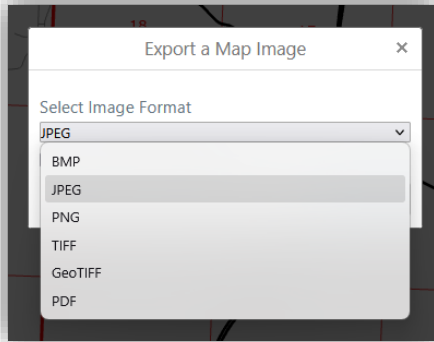 18
Export a Map Image ×
Select Image Format
JPEG
BMP
JPEG
PNG
TIFF
GeoTIFF
PDF